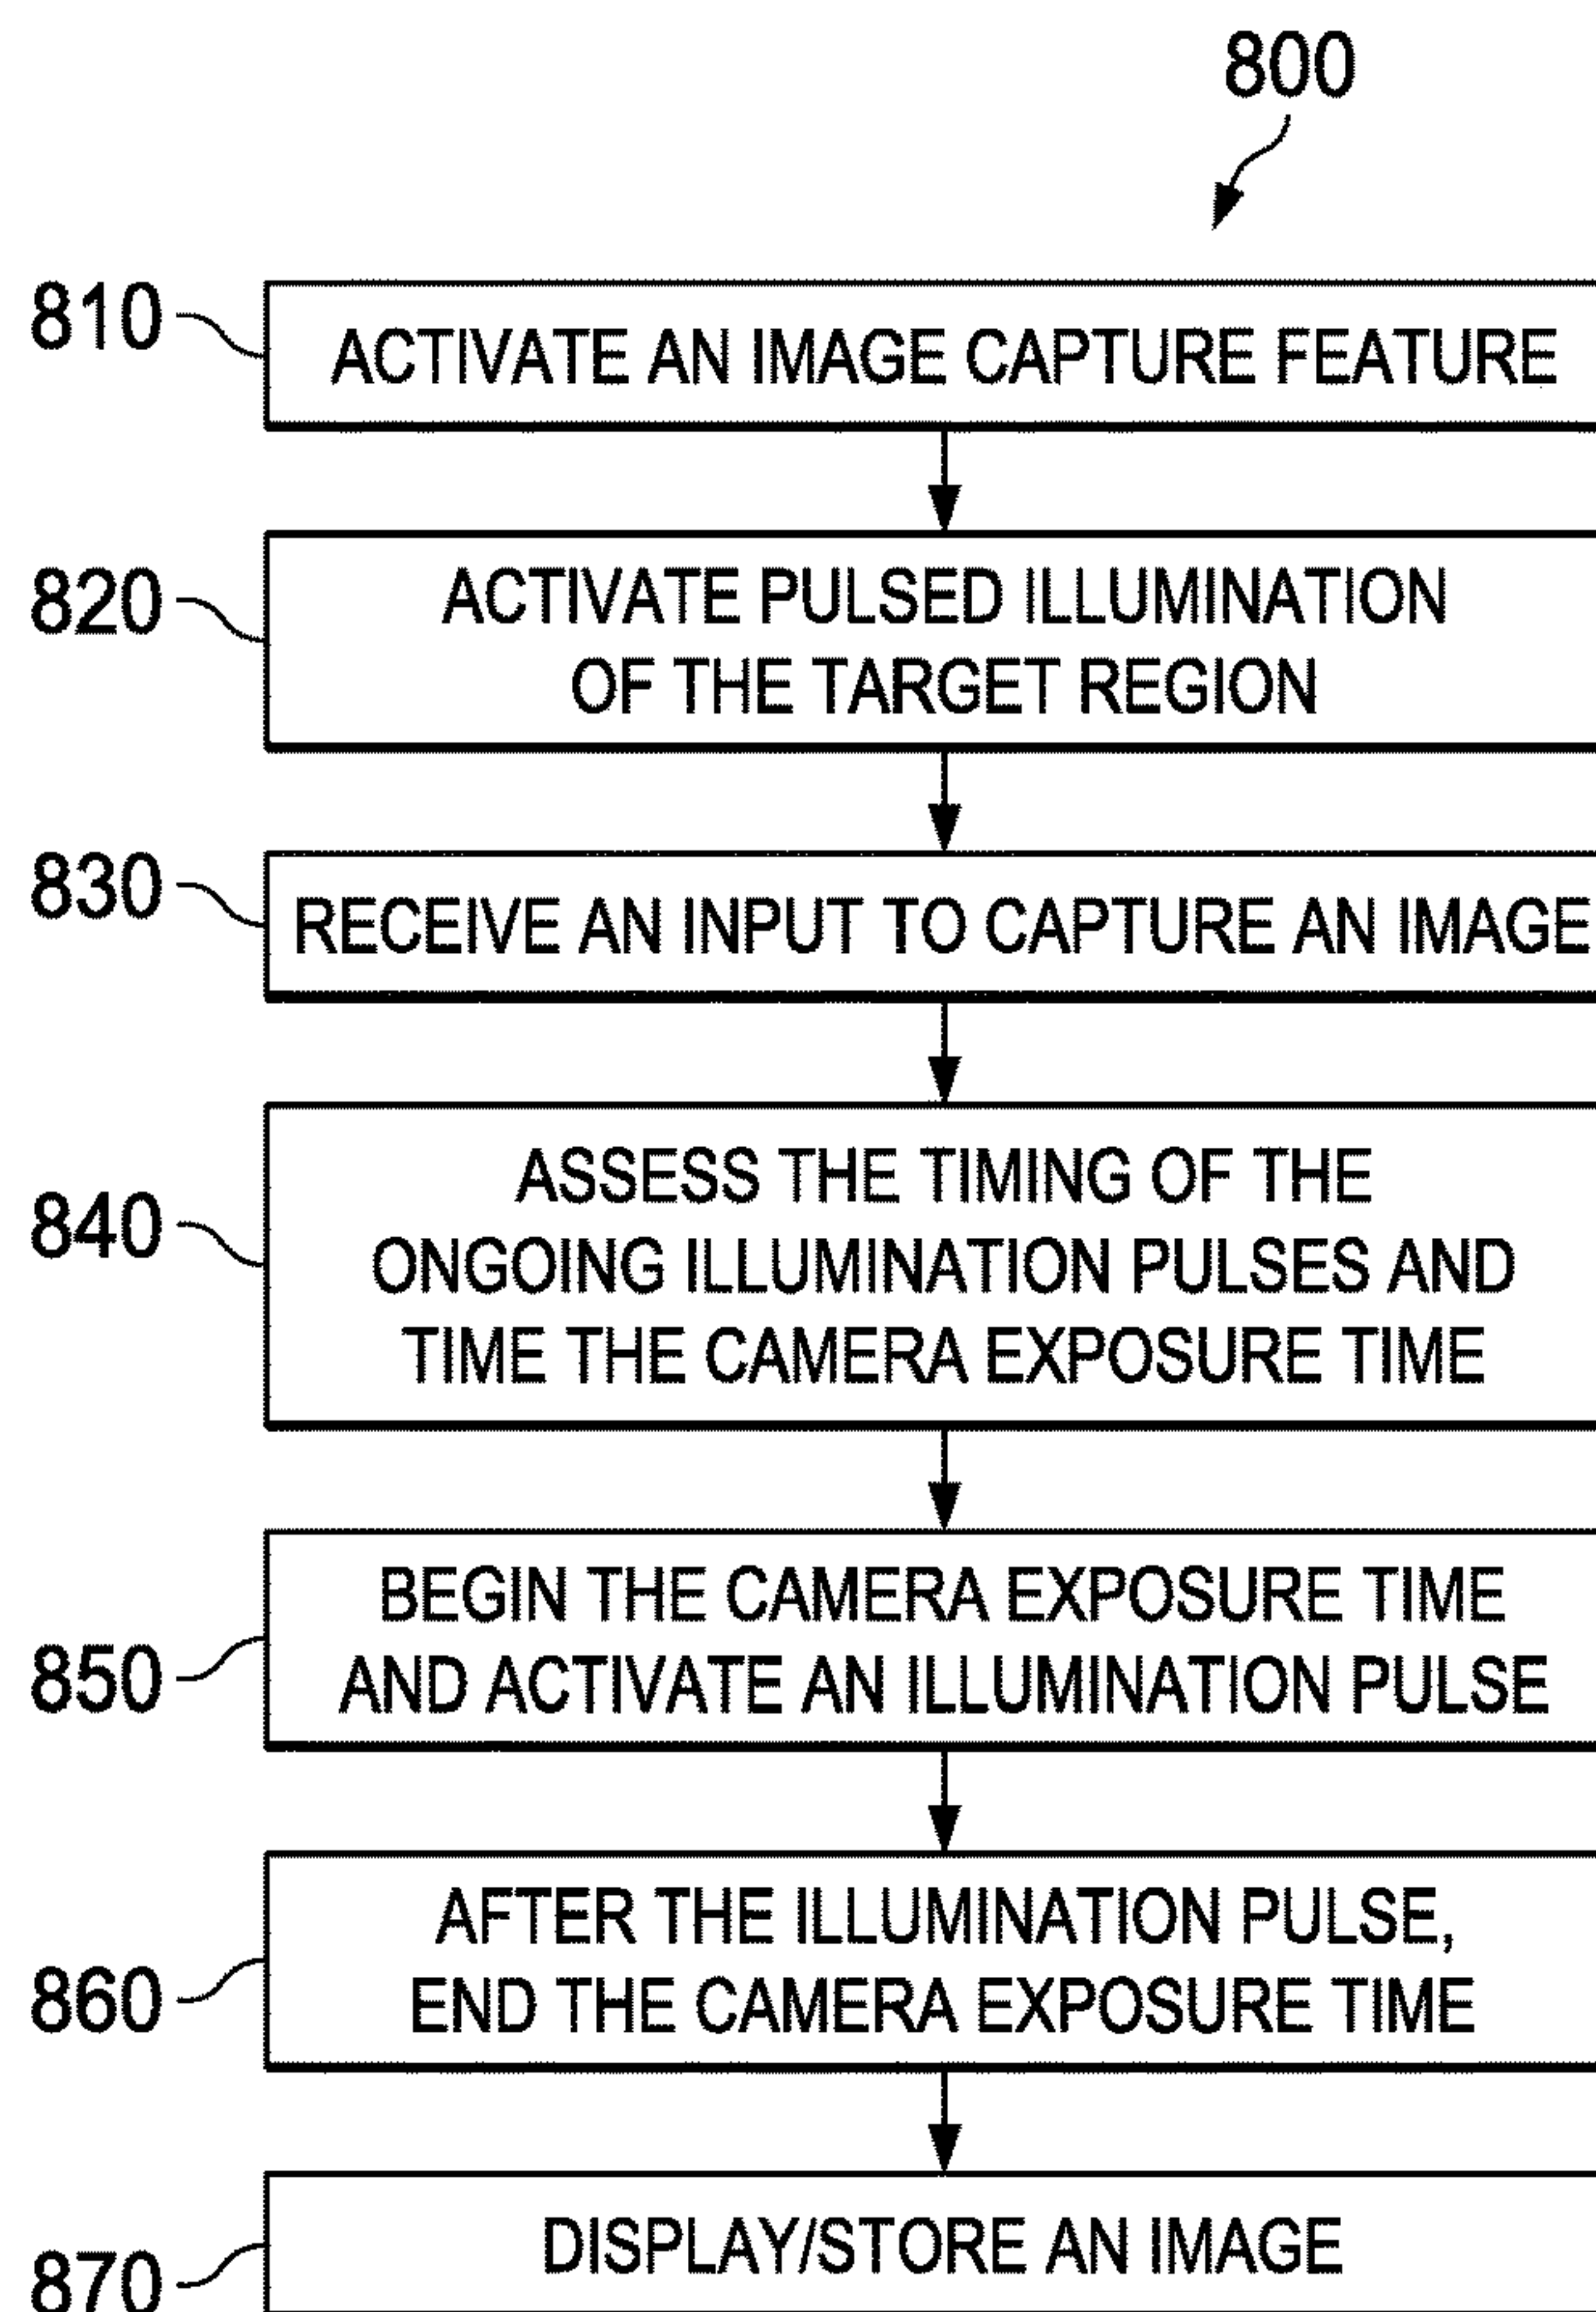 800
810
ACTIVATE AN IMAGE CAPTURE FEATURE
820
ACTIVATE PULSED ILLUMINATION
OF THE TARGET REGION
830
RECEIVE AN INPUT TO CAPTURE AN IMAGE
840
ASSESS THE TIMING OF THE
ONGOING ILLUMINATION PULSES AND
TIME THE CAMERA EXPOSURE TIME
850
BEGIN THE CAMERA EXPOSURE TIME
AND ACTIVATE AN ILLUMINATION PULSE
860
AFTER THE ILLUMINATION PULSE,
END THE CAMERA EXPOSURE TIME
870
DISPLAY/STORE AN IMAGE